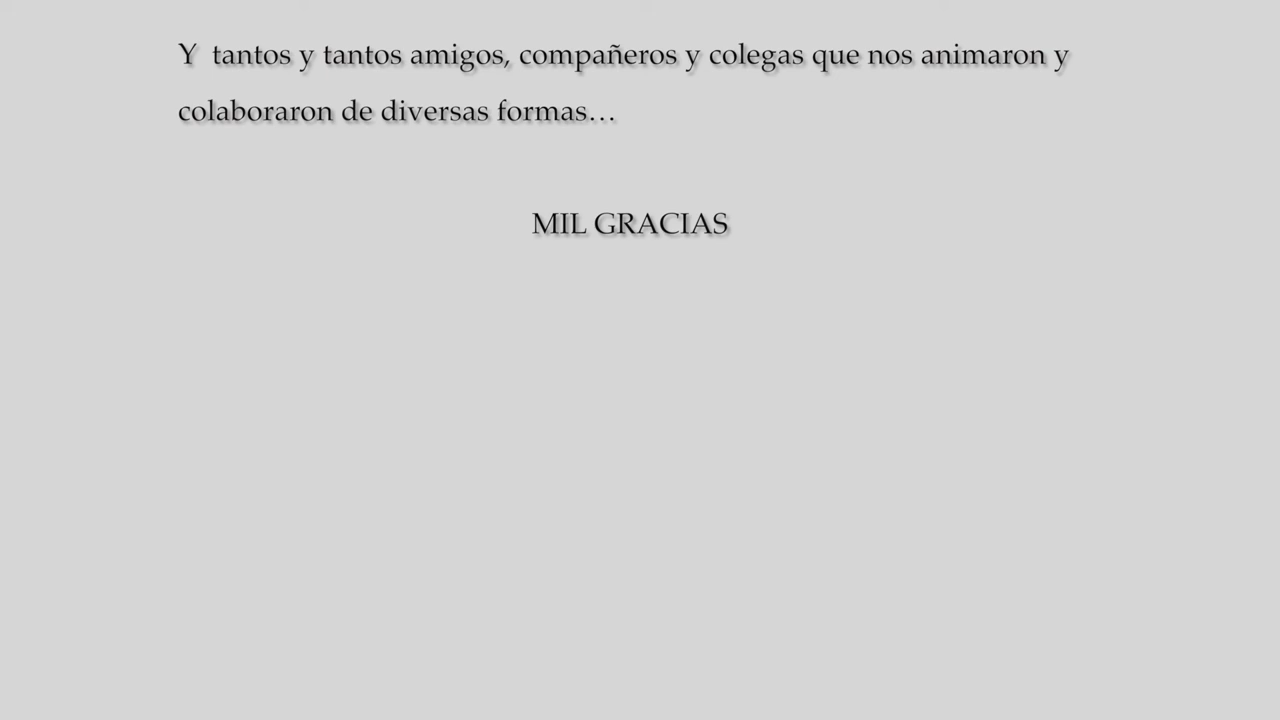 Y tantos y tantos amigos, compañeros y colegas que nos animaron y
colaboraron de diversas formas…
MIL GRACIAS